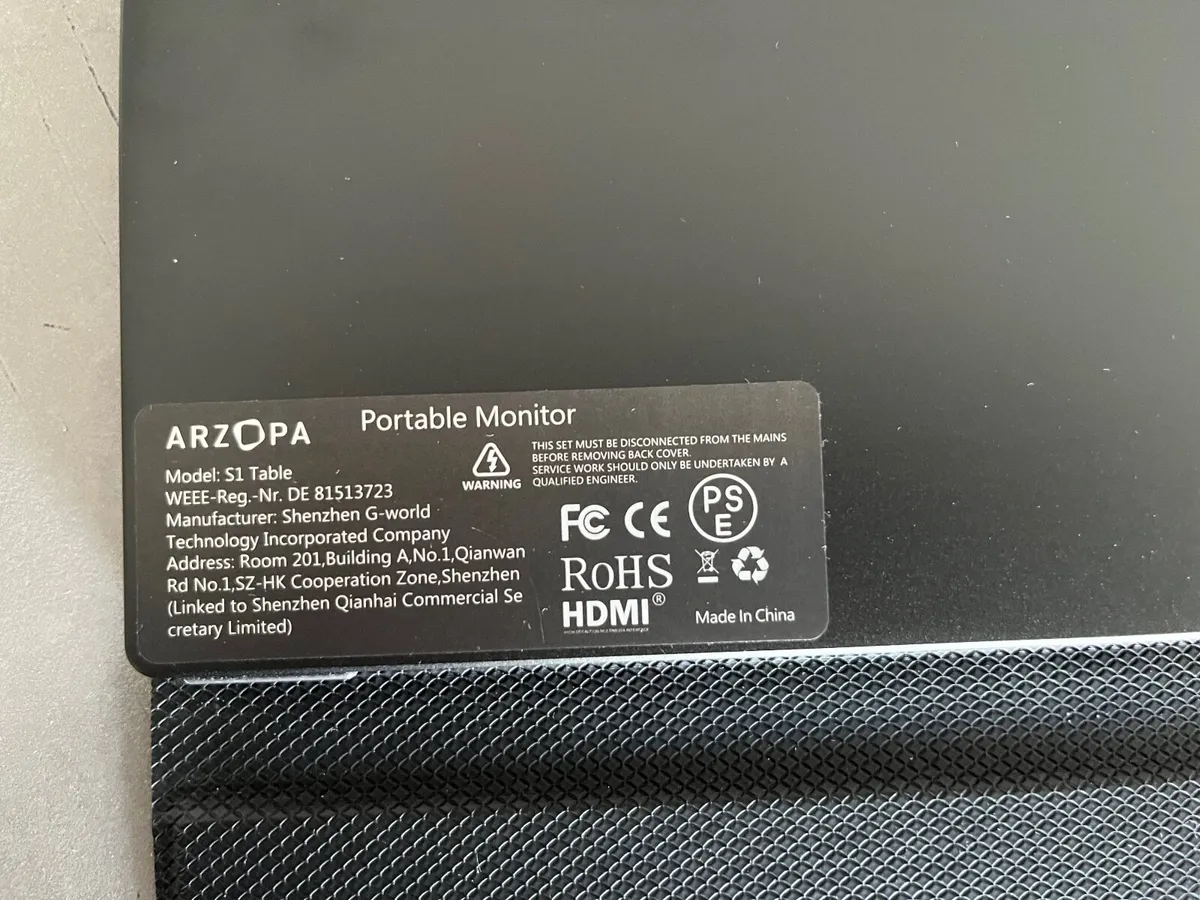 ARZOPA
Portable Monitor
Model: S1 Table
WEEE-Reg.-Nr. DE 81513723
Manufacturer: Shenzhen G-world
Technology Incorporated Company
Address: Room 201,Building A,No.1,Qianwan
Rd No.1,SZ-HK Cooperation Zone,Shenzhen
(Linked to Shenzhen Qianhai Commercial Se
cretary Limited)
WARNING
THIS SET MUST BE DISCONNECTED FROM THE MAINS
BEFORE REMOVING BACK COVER.
SERVICE WORK SHOULD ONLY BE UNDERTAKEN BY A
QUALIFIED ENGINEER.
FC CE PSE
RoHS
HDMI®
Made In China